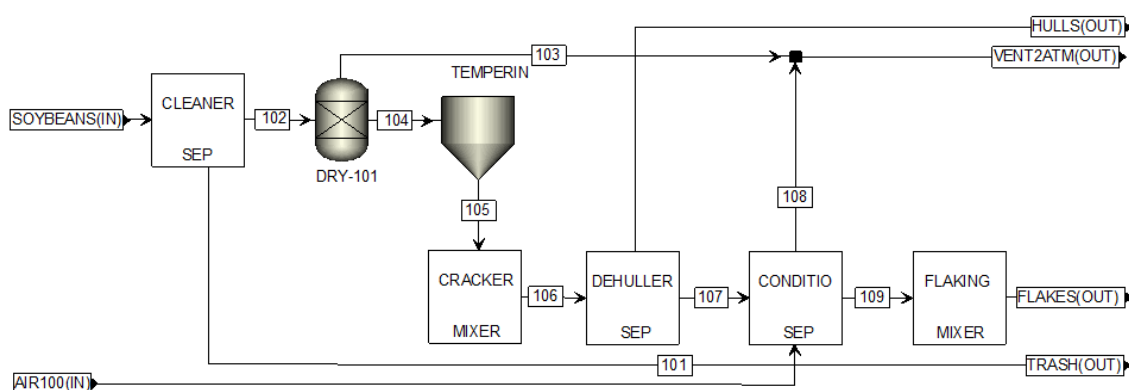 HULLS(OUT)
103
VENT2ATM(OUT)
TEMPERIN
CLEANER
SOYBEANS(IN)
102
104
SEP
DRY-101
108
105
CRACKER
DEHULLER
CONDITIO
FLAKING
106
107
109
FLAKES(OUT)
MIXER
SEP
SEP
MIXER
101
TRASH(OUT)
AIR100(IN)